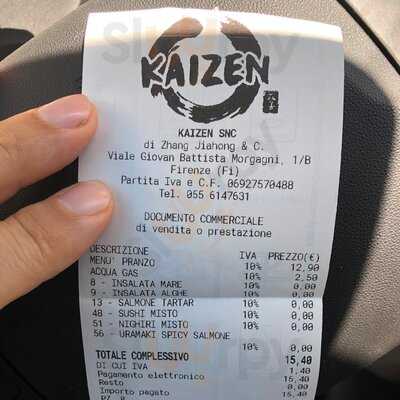 KAIZEN
KAIZEN SNC
di Zhang Jiahong & C.
Viale Giovan Battista Morgagni, 1/B
Firenze (Fi)
Partita Iva e C.F. 06927570488
Tel. 055 6147631
DOCUMENTO COMMERCIALE
di vendita o prestazione
DESCRIZIONE IVA PREZZO(€)
MENU' PRANZO 10% 12,90
ACQUA GAS 10% 2,50
8 - INSALATA MARE 10% 0,00
9 - INSALATA ALGHE 10% 0,00
13 - SALMONE TARTAR 10% 0,00
48 - SUSHI MISTO 10% 0,00
51 - NIGHIRI MISTO 10% 0,00
56 - URAMAKI SPICY SALMONE
10% 0,00
TOTALE COMPLESSIVO 15,40
DI CUI IVA 1,40
Pagamento elettronico 15,40
Resto 0,00
Importo pagato 15,40